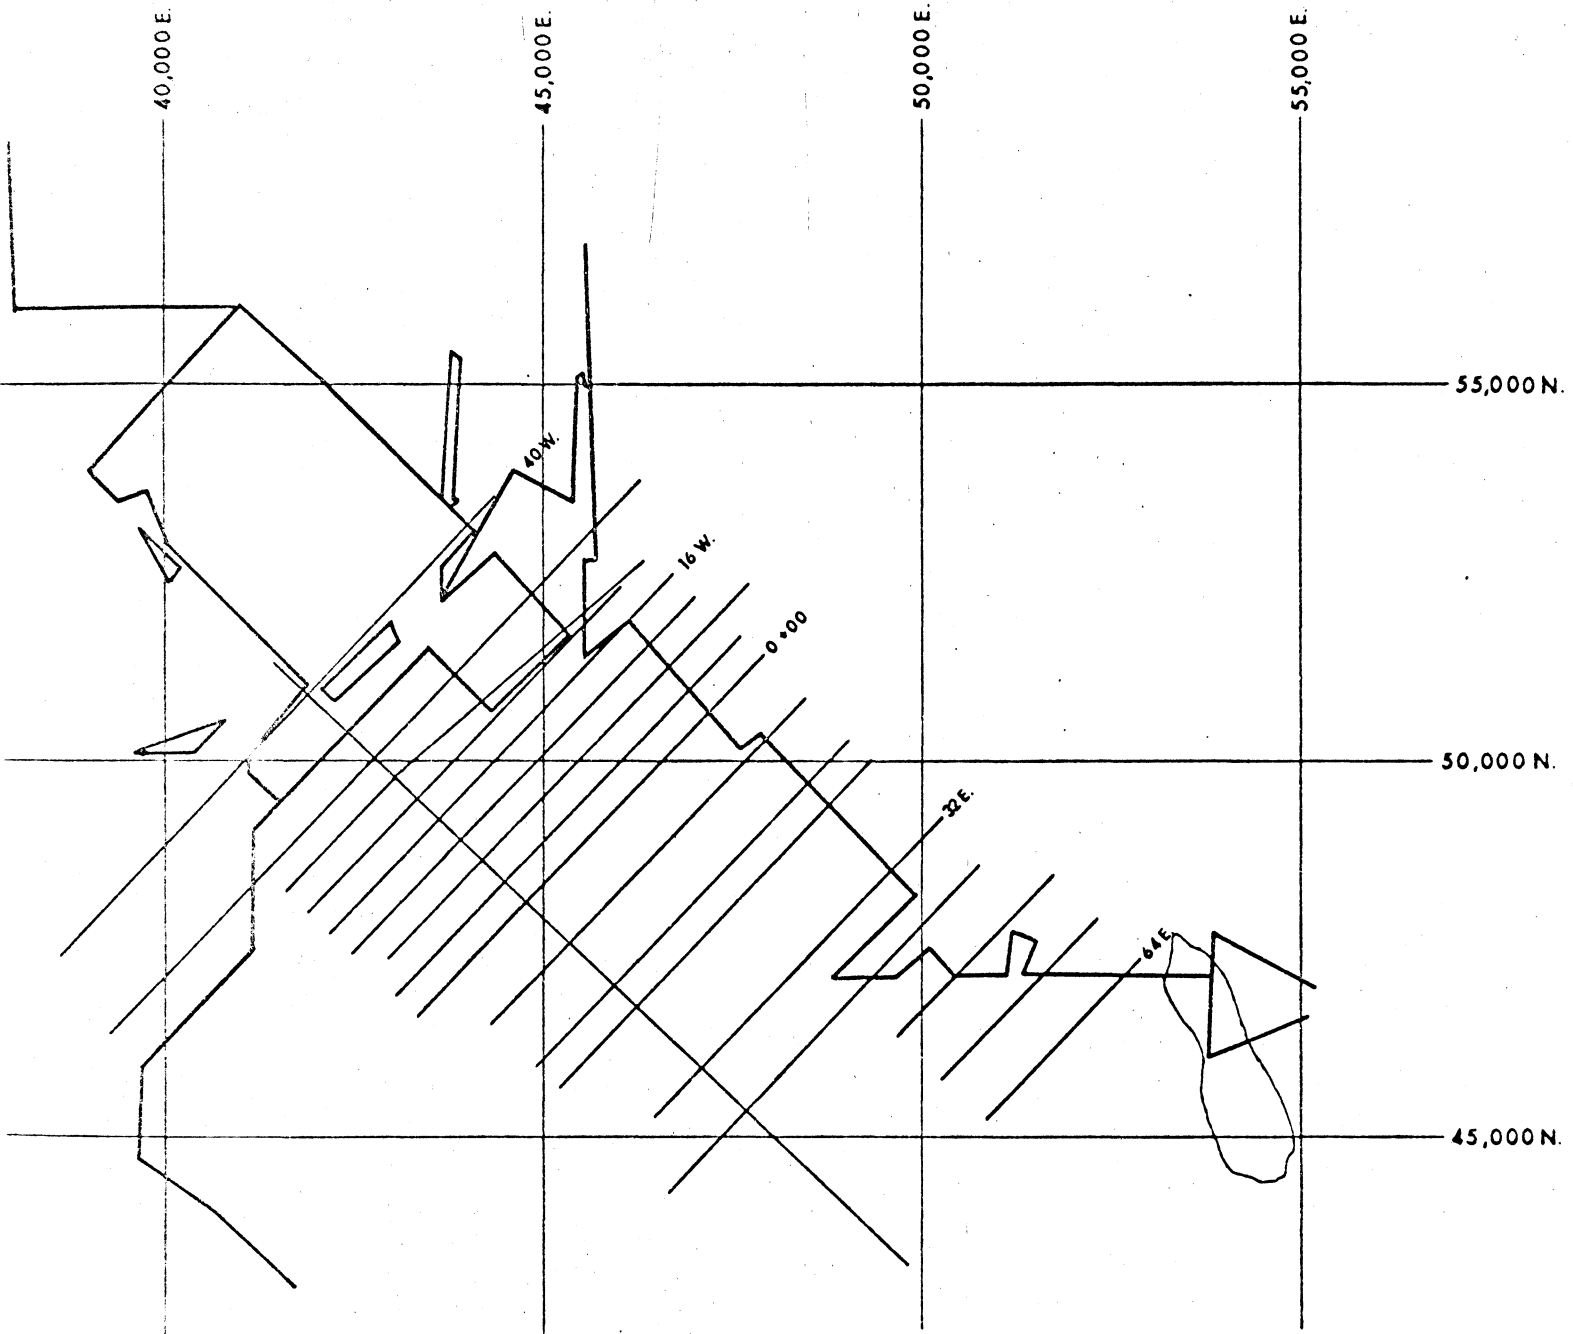 40,000 E.
45,000 E.
50,000 E.
55,000 E.
55,000 N.
40 W.
16 W.
0+00
50,000 N.
32 E.
64 E.
45,000 N.